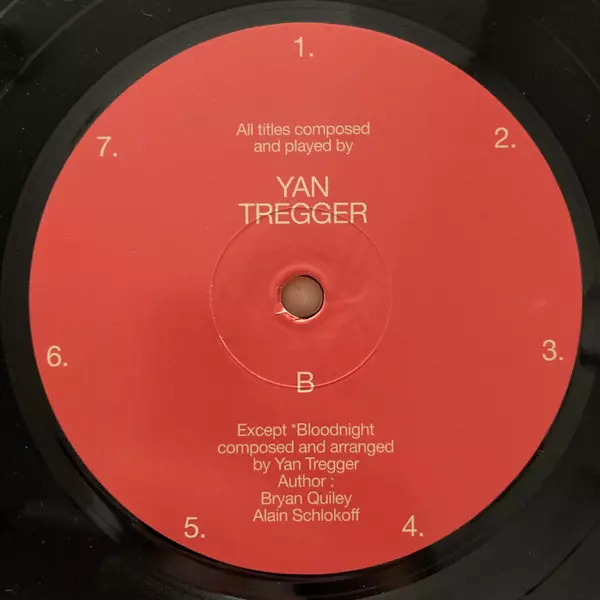 1.
All titles composed
and played by
7.
2.
YAN
TREGGER
6.
3.
B
Except *Bloodnight
composed and arranged
by Yan Tregger
Author :
Bryan Quiley
Alain Schlokoff
5.
4.